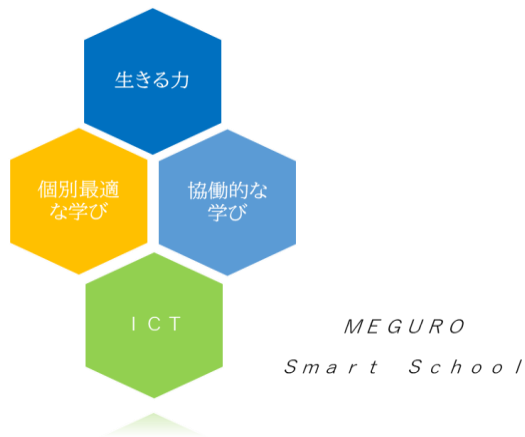 生きる力
個別最適
な学び
協働的な
学び
ＩＣＴ
ＭＥＧＵＲＯ
Ｓｍａｒｔ　Ｓｃｈｏｏｌ